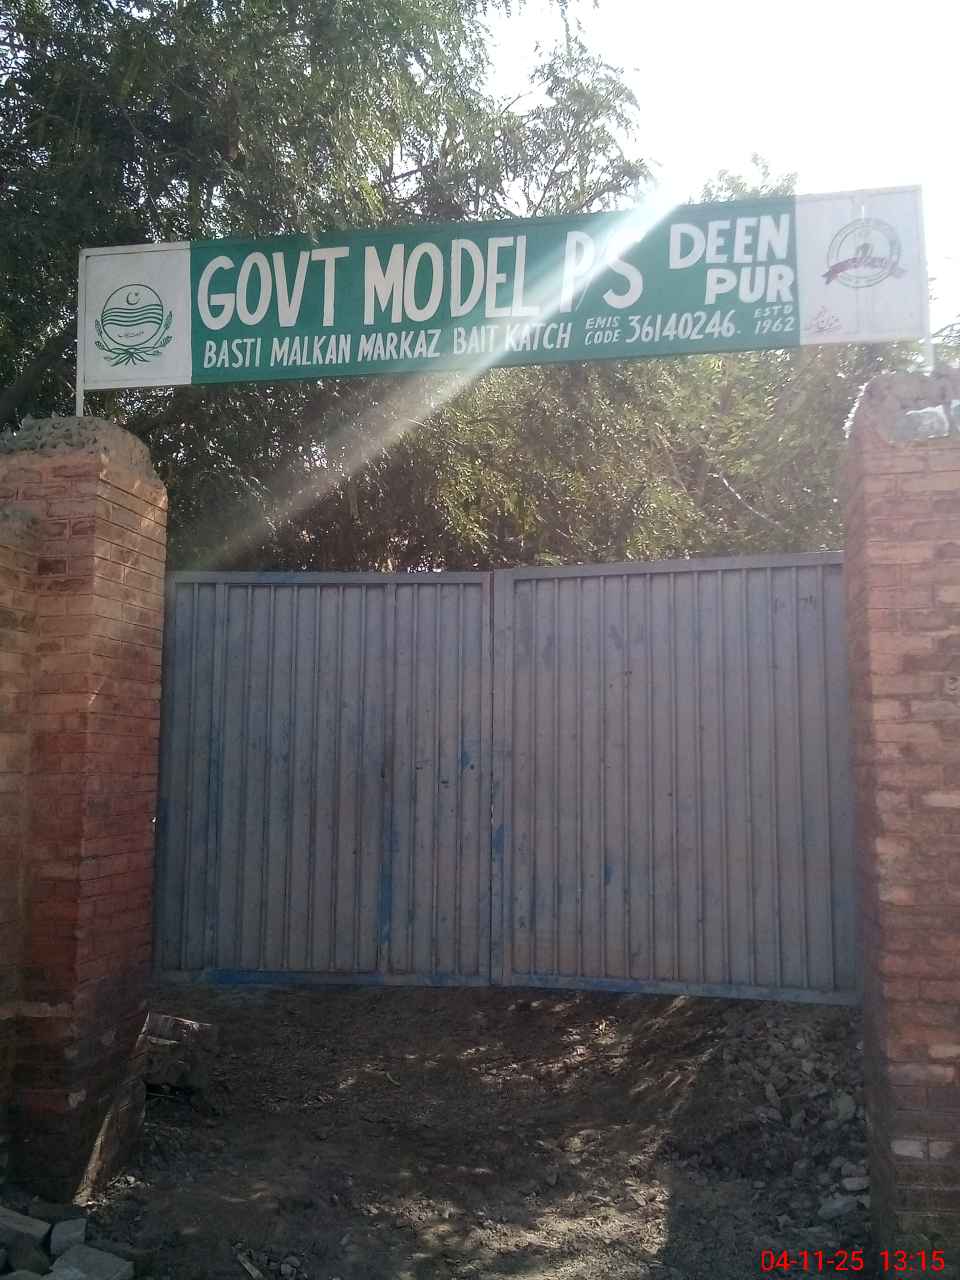 GOVT MODEL P/S DEEN PUR
BASTI MALKAN MARKAZ BAIT KATCH EMIS CODE 36140246. ESTD 1962
04-11-25 13:15